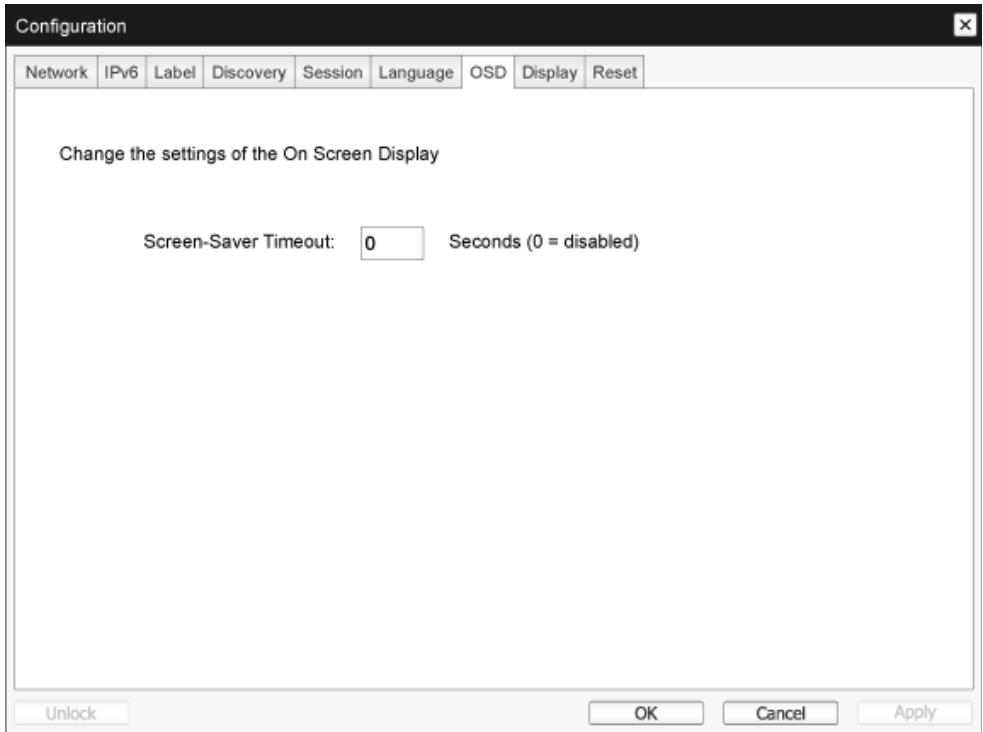 Configuration
Network IPv6 Label Discovery Session Language OSD Display Reset
Change the settings of the On Screen Display
Screen-Saver Timeout: 0 Seconds (0 = disabled)
Unlock OK Cancel Apply